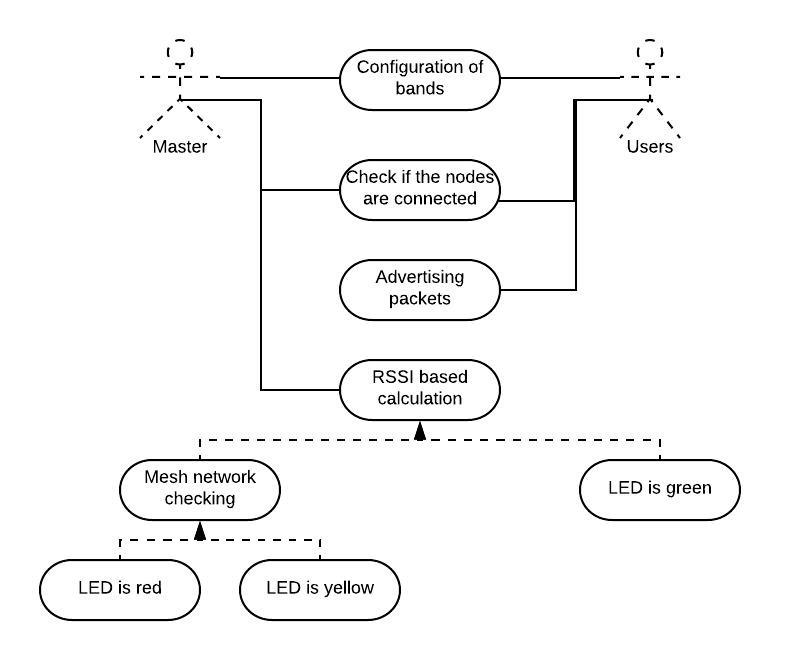 Configuration of
bands
Master
Users
Check if the nodes
are connected
Advertising
packets
RSSI based
calculation
Mesh network
checking
LED is green
LED is red
LED is yellow